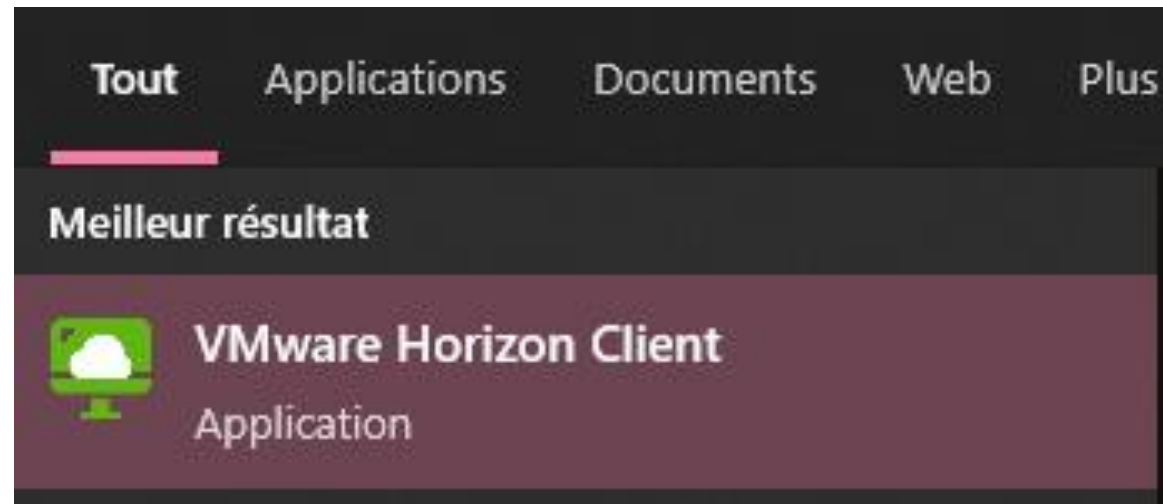 Tout Applications Documents Web Plus
Meilleur résultat
VMware Horizon Client
Application